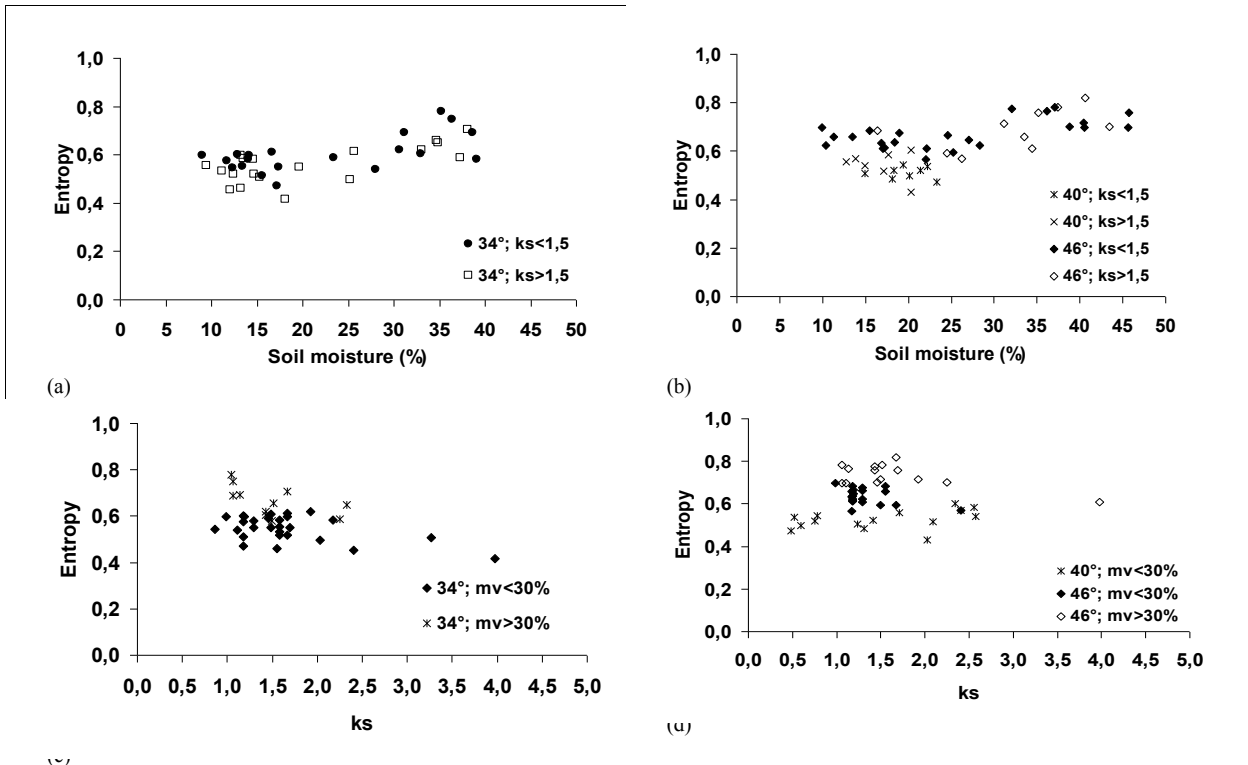 1,0
0,8
0,6
0,4
0,2
0,0
Entropy
0 5 10 15 20 25 30 35 40 45 50
Soil moisture (%)
34°; ks<1,5
34°; ks>1,5
(a)
1,0
0,8
0,6
0,4
0,2
0,0
Entropy
0 5 10 15 20 25 30 35 40 45 50
Soil moisture (%)
40°; ks<1,5
40°; ks>1,5
46°; ks<1,5
46°; ks>1,5
(b)
1,0
0,8
0,6
0,4
0,2
0,0
Entropy
0,0 0,5 1,0 1,5 2,0 2,5 3,0 3,5 4,0 4,5 5,0
ks
34°; mv<30%
34°; mv>30%
1,0
0,8
0,6
0,4
0,2
0,0
Entropy
0,0 0,5 1,0 1,5 2,0 2,5 3,0 3,5 4,0 4,5 5,0
ks
40°; mv<30%
46°; mv<30%
46°; mv>30%
(d)